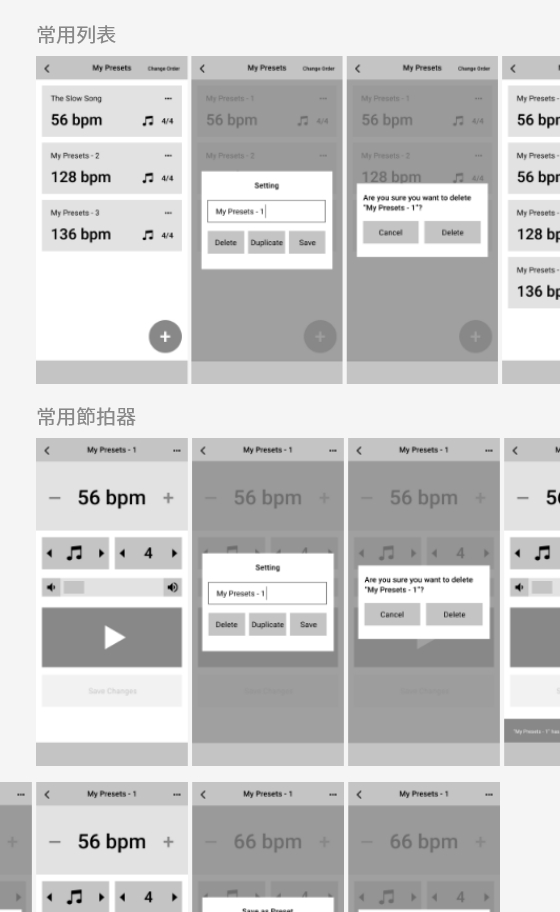 常用列表
My Presets Change Order
The Slow Song
56 bpm 4/4
My Presets - 2
128 bpm 4/4
My Presets - 3
136 bpm 4/4
My Presets Change Order
My Presets - 1
56 bpm 4/4
My Presets - 2
Setting
My Presets - 1
Delete Duplicate Save
My Presets Change Order
My Presets - 1
56 bpm 4/4
My Presets - 2
128 bpm 4/4
Are you sure you want to delete
"My Presets - 1"?
Cancel Delete
My Presets -
56 bpm
My Presets -
56 bpm
My Presets -
128 bp
My Presets -
136 bp
常用節拍器
My Presets - 1
56 bpm
4
Save Changes
My Presets - 1
56 bpm
4
Setting
My Presets - 1
Delete Duplicate Save
Save Changes
My Presets - 1
56 bpm
4
Are you sure you want to delete
"My Presets - 1"?
Cancel Delete
Save Changes
"My Presets - 1" has
My Presets - 1
56 bpm
4
My Presets - 1
66 bpm
4
Save as Preset
My Presets - 1
66 bpm
4